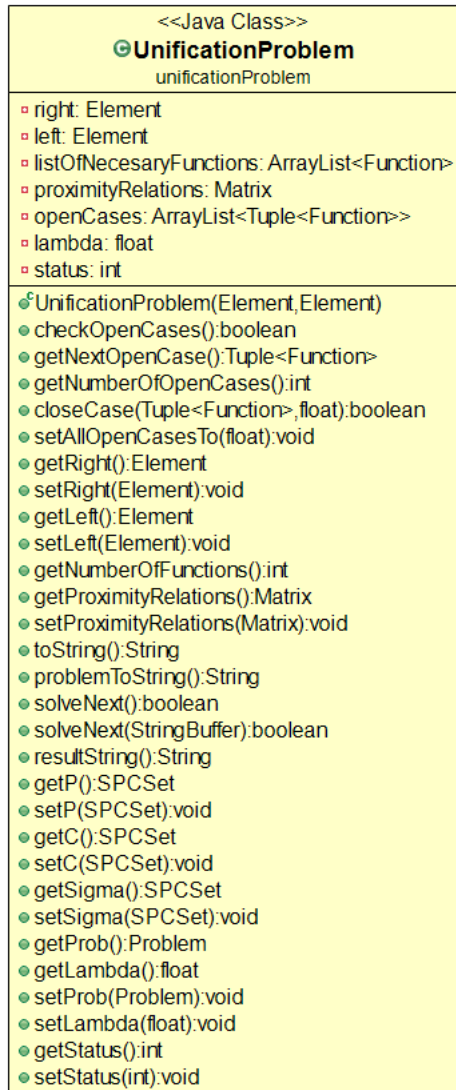 <<Java Class>>
UnificationProblem
unificationProblem
right: Element
left: Element
listOfNecesaryFunctions: ArrayList<Function>
proximityRelations: Matrix
openCases: ArrayList<Tuple<Function>>
lambda: float
status: int
UnificationProblem(Element,Element)
checkOpenCases():boolean
getNextOpenCase():Tuple<Function>
getNumberOfOpenCases():int
closeCase(Tuple<Function>,float):boolean
setAllOpenCasesTo(float):void
getRight():Element
setRight(Element):void
getLeft():Element
setLeft(Element):void
getNumberOfFunctions():int
getProximityRelations():Matrix
setProximityRelations(Matrix):void
toString():String
problemToString():String
solveNext():boolean
solveNext(StringBuffer):boolean
resultString():String
getP():SPCSet
setP(SPCSet):void
getC():SPCSet
setC(SPCSet):void
getSigma():SPCSet
setSigma(SPCSet):void
getProb():Problem
getLambda():float
setProb(Problem):void
setLambda(float):void
getStatus():int
setStatus(int):void